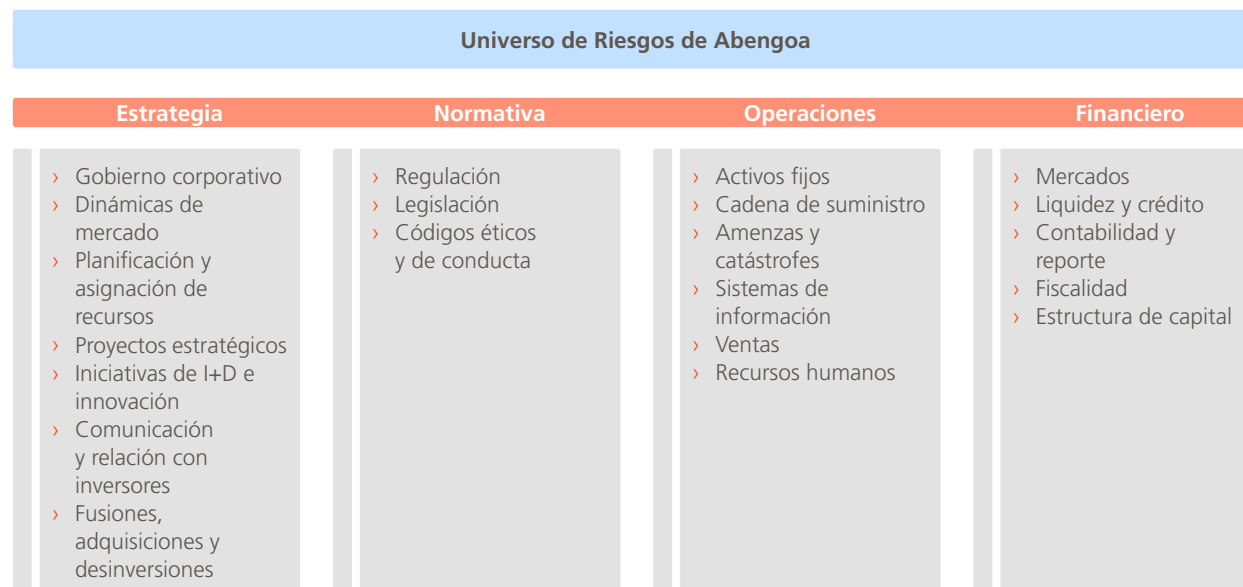 Universo de Riesgos de Abengoa
Estrategia
Normativa
Operaciones
Financiero
› Gobierno corporativo
› Dinámicas de
mercado
› Planificación y
asignación de
recursos
› Proyectos estratégicos
› Iniciativas de I+D e
innovación
› Comunicación
y relación con
inversores
› Fusiones,
adquisiciones y
desinversiones
› Regulación
› Legislación
› Códigos éticos
y de conducta
› Activos fijos
› Cadena de suministro
› Amenzas y
catástrofes
› Sistemas de
información
› Ventas
› Recursos humanos
› Mercados
› Liquidez y crédito
› Contabilidad y
reporte
› Fiscalidad
› Estructura de capital